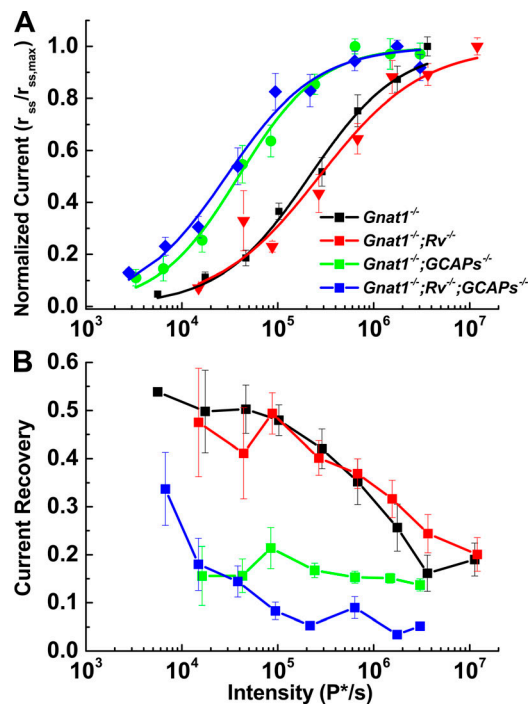 A
Normalized Current (r ss/r ss,max)
1.0
0.8
0.6
0.4
0.2
0.0
10³ 10⁴ 10⁵ 10⁶ 10⁷
Gnat1⁻/⁻
Gnat1⁻/⁻;Rv⁻/⁻
Gnat1⁻/⁻;GCAPs⁻/⁻
Gnat1⁻/⁻;Rv⁻/⁻;GCAPs⁻/⁻
B
Current Recovery
0.6
0.5
0.4
0.3
0.2
0.1
0.0
10³ 10⁴ 10⁵ 10⁶ 10⁷
Intensity (P*/s)